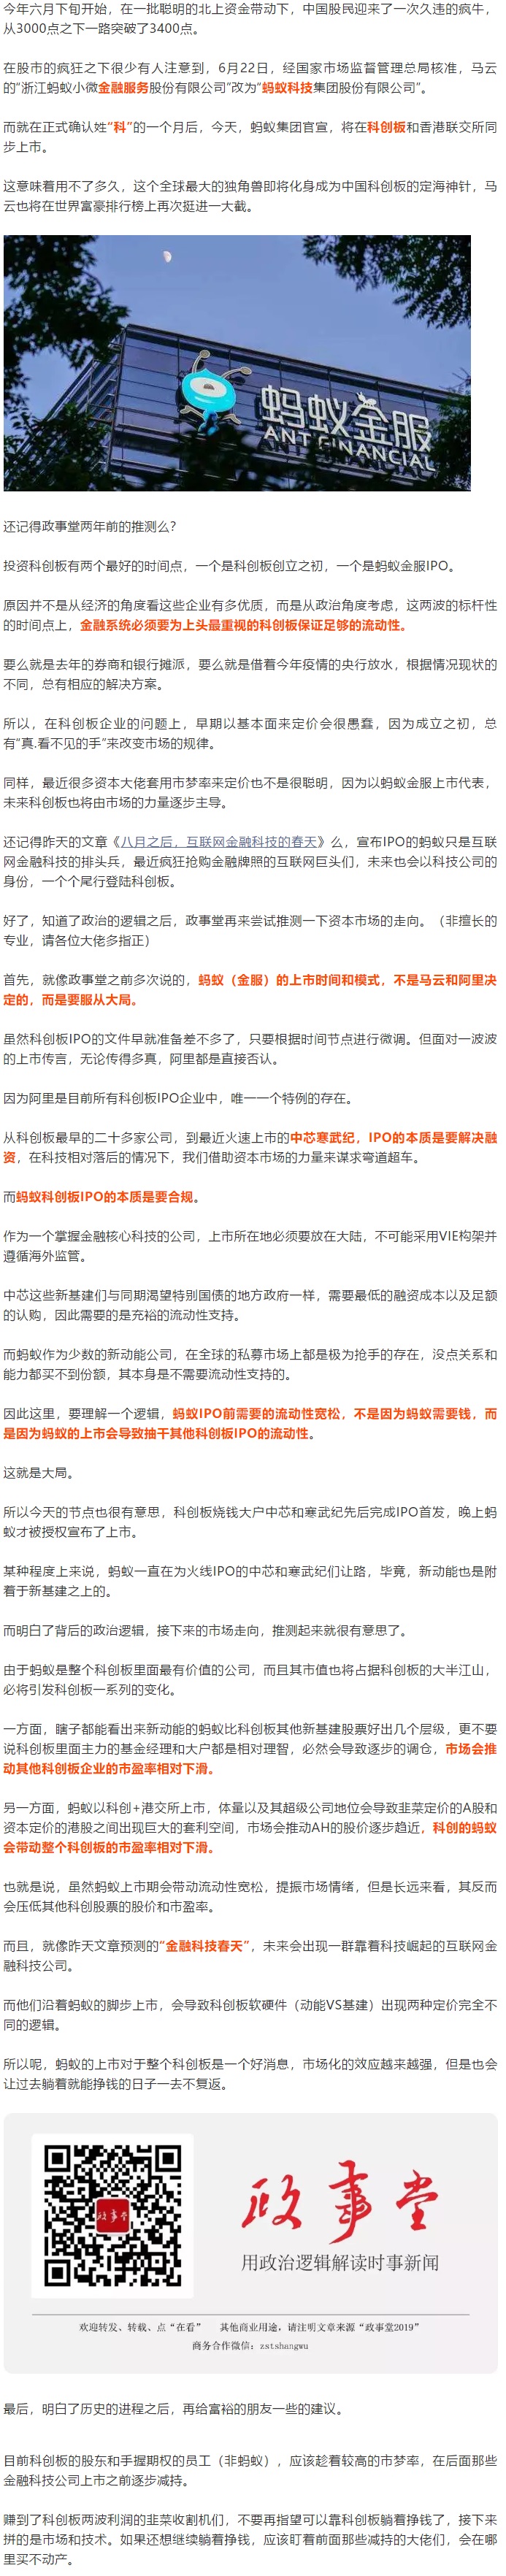 今年六月下旬开始，在一批聪明的北上资金带动下，中国股民迎来了一次久违的疯牛，
从3000点之下一路突破了3400点。
在股市的疯狂之下很少有人注意到，6月22日，经国家市场监督管理总局核准，马云
的“浙江蚂蚁小微金融服务股份有限公司”改为“蚂蚁科技集团股份有限公司”。
而就在正式确认姓“科”的一个月后，今天，蚂蚁集团官宣，将在科创板和香港联交所同
步上市。
这意味着用不了多久，这个全球最大的独角兽即将化身成为中国科创板的定海神针，马
云也将在世界富豪排行榜上再次挺进一大截。
蚂蚁金服
ANT FINANCIAL
还记得政事堂两年前的推测么？
投资科创板有两个最好的时间点，一个是科创板创立之初，一个是蚂蚁金服IPO。
原因并不是从经济的角度看这些企业有多优质，而是从政治角度考虑，这两波的标杆性
的时间点上，金融系统必须要为上头最重视的科创板保证足够的流动性。
要么就是去年的券商和银行摊派，要么就是借着今年疫情的央行放水，根据情况现状的
不同，总有相应的解决方案。
所以，在科创板企业的问题上，早期以基本面来定价会很愚蠢，因为成立之初，总
有“真.看不见的手”来改变市场的规律。
同样，最近很多资本大佬套用市梦率来定价也不是很聪明，因为以蚂蚁金服上市代表，
未来科创板也将由市场的力量逐步主导。
还记得昨天的文章《八月之后，互联网金融科技的春天》么，宣布IPO的蚂蚁只是互联
网金融科技的排头兵，最近疯狂抢购金融牌照的互联网巨头们，未来也会以科技公司的
身份，一个个尾行登陆科创板。
好了，知道了政治的逻辑之后，政事堂再来尝试推测一下资本市场的走向。（非擅长的
专业，请各位大佬多指正）
首先，就像政事堂之前多次说的，蚂蚁（金服）的上市时间和模式，不是马云和阿里决
定的，而是要服从大局。
虽然科创板IPO的文件早就准备差不多了，只要根据时间节点进行微调。但面对一波波
的上市传言，无论传得多真，阿里都是直接否认。
因为阿里是目前所有科创板IPO企业中，唯一一个特例的存在。
从科创板最早的二十多家公司，到最近火速上市的中芯寒武纪，IPO的本质是要解决融
资，在科技相对落后的情况下，我们借助资本市场的力量来谋求弯道超车。
而蚂蚁科创板IPO的本质是要合规。
作为一个掌握金融核心科技的公司，上市所在地必须要放在大陆，不可能采用VIE构架并
遵循海外监管。
中芯这些新基建们与同期渴望特别国债的地方政府一样，需要最低的融资成本以及足额
的认购，因此需要的是充裕的流动性支持。
而蚂蚁作为少数的新动能公司，在全球的私募市场上都是极为抢手的存在，没点关系和
能力都买不到份额，其本身是不需要流动性支持的。
因此这里，要理解一个逻辑，蚂蚁IPO前需要的流动性宽松，不是因为蚂蚁需要钱，而
是因为蚂蚁的上市会导致抽干其他科创板IPO的流动性。
这就是大局。
所以今天的节点也很有意思，科创板烧钱大户中芯和寒武纪先后完成IPO首发，晚上蚂
蚁才被授权宣布了上市。
某种程度上来说，蚂蚁一直在为火线IPO的中芯和寒武纪们让路，毕竟，新动能也是附
着于新基建之上的。
而明白了背后的政治逻辑，接下来的市场走向，推测起来就很有意思了。
由于蚂蚁是整个科创板里面最有价值的公司，而且其市值也将占据科创板的大半江山，
必将引发科创板一系列的变化。
一方面，瞎子都能看出来新动能的蚂蚁比科创板其他新基建股票好出几个层级，更不要
说科创板里面主力的基金经理和大户都是相对理智，必然会导致逐步的调仓，市场会推
动其他科创板企业的市盈率相对下滑。
另一方面，蚂蚁以科创+港交所上市，体量以及其超级公司地位会导致韭菜定价的A股和
资本定价的港股之间出现巨大的套利空间，市场会推动AH的股价逐步趋近，科创的蚂蚁
会带动整个科创板的市盈率相对下滑。
也就是说，虽然蚂蚁上市期会带动流动性宽松，提振市场情绪，但是长远来看，其反而
会压低其他科创股票的股价和市盈率。
而且，就像昨天文章预测的“金融科技春天”，未来会出现一群靠着科技崛起的互联网金
融科技公司。
而他们沿着蚂蚁的脚步上市，会导致科创板软硬件（动能VS基建）出现两种定价完全不
同的逻辑。
所以呢，蚂蚁的上市对于整个科创板是一个好消息，市场化的效应越来越强，但是也会
让过去躺着就能挣钱的日子一去不复返。
政事堂
政事堂
用政治逻辑解读时事新闻
欢迎转发、转载、点“在看” 其他商业用途，请注明文章来源“政事堂2019”
商务合作微信：zstshangwu
最后，明白了历史的进程之后，再给富裕的朋友一些的建议。
目前科创板的股东和手握期权的员工（非蚂蚁），应该趁着较高的市梦率，在后面那些
金融科技公司上市之前逐步减持。
赚到了科创板两波利润的韭菜收割机们，不要再指望可以靠科创板躺着挣钱了，接下来
拼的是市场和技术。如果还想继续躺着挣钱，应该盯着前面那些减持的大佬们，会在哪
里买不动产。